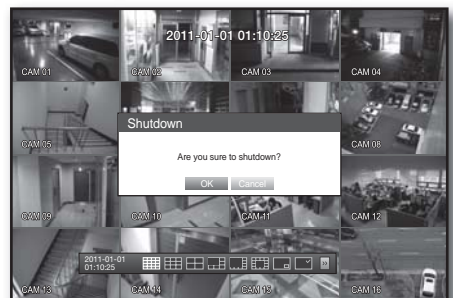 2011-01-01 01:10:25
CAM 01
CAM 02
CAM 03
CAM 04
Shutdown
CAM 05
Are you sure to shutdown?
CAM 08
OK
Cancel
CAM 09
CAM 10
CAM 11
CAM 12
2011-01-01
01:10:25
CAM 13
CAM 14
CAM 15
CAM 16